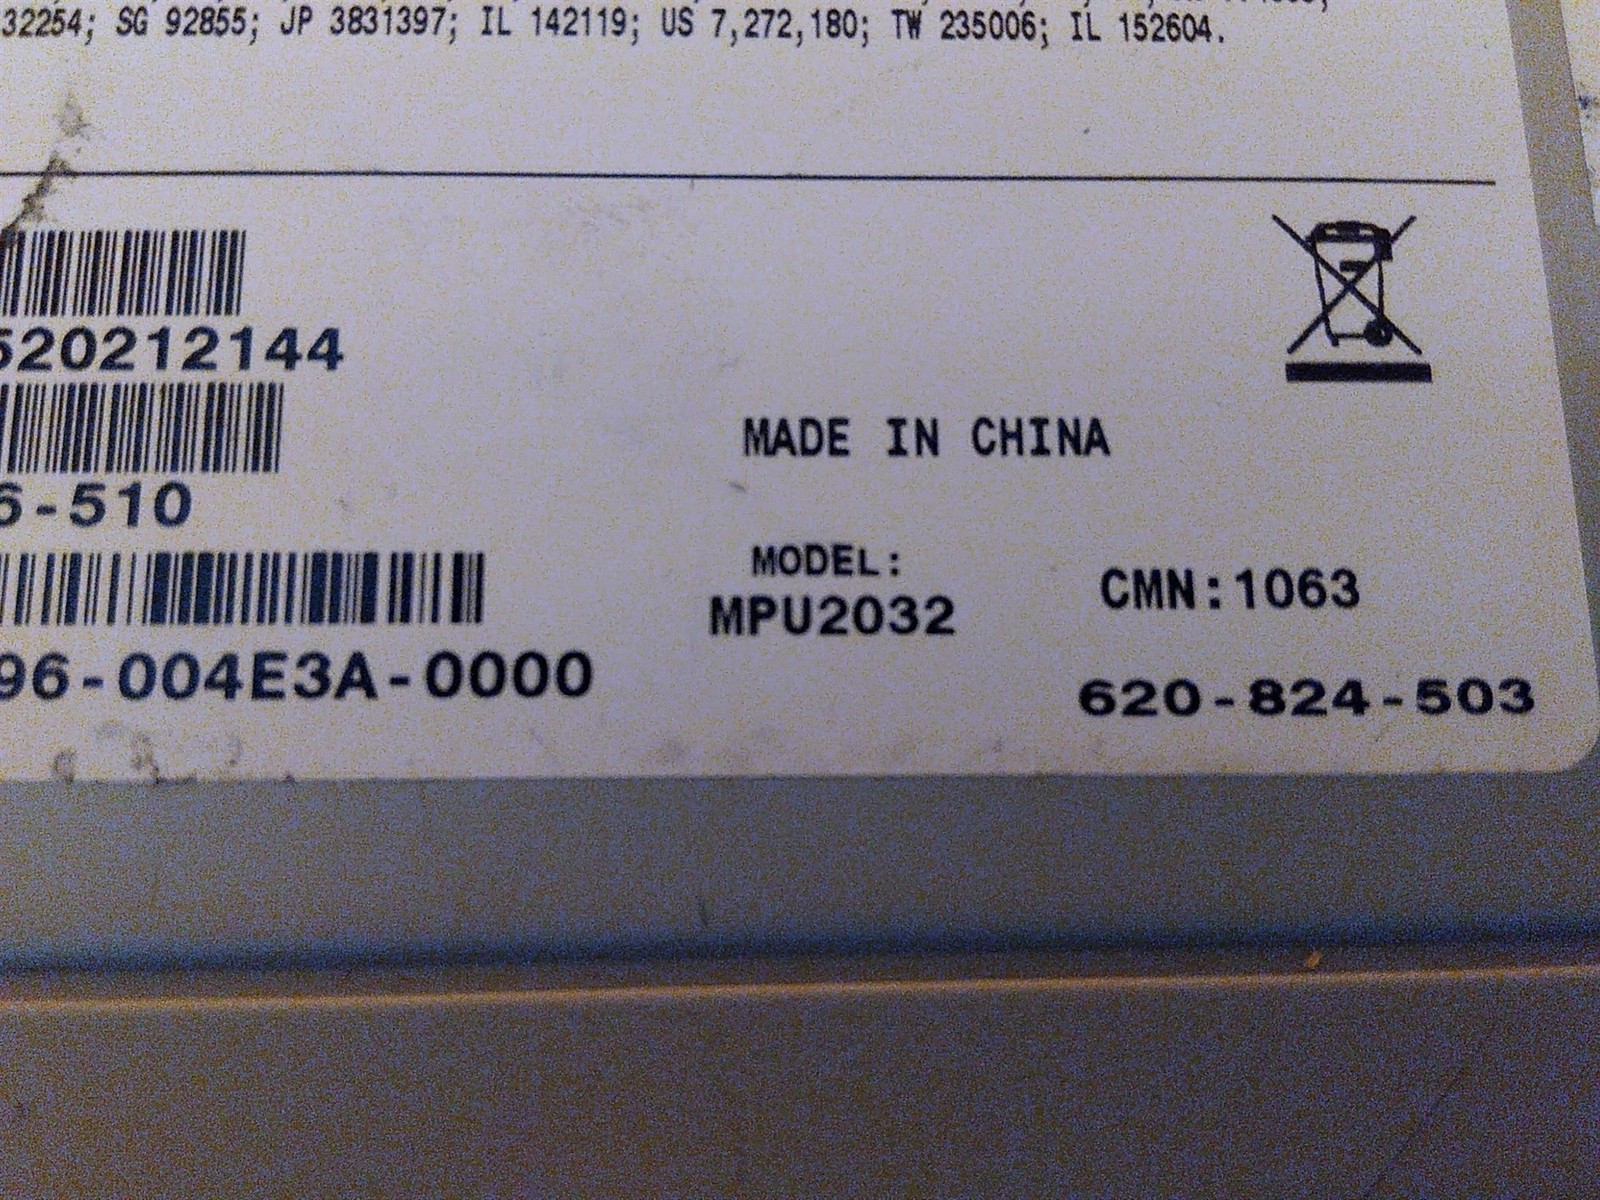 32254; SG 92855; JP 3831397; IL 142119; US 7,272,180; TW 235006; IL 152604.
520212144
6-510
MADE IN CHINA
MODEL:
MPU2032
CMN:1063
96-004E3A-0000
620-824-503